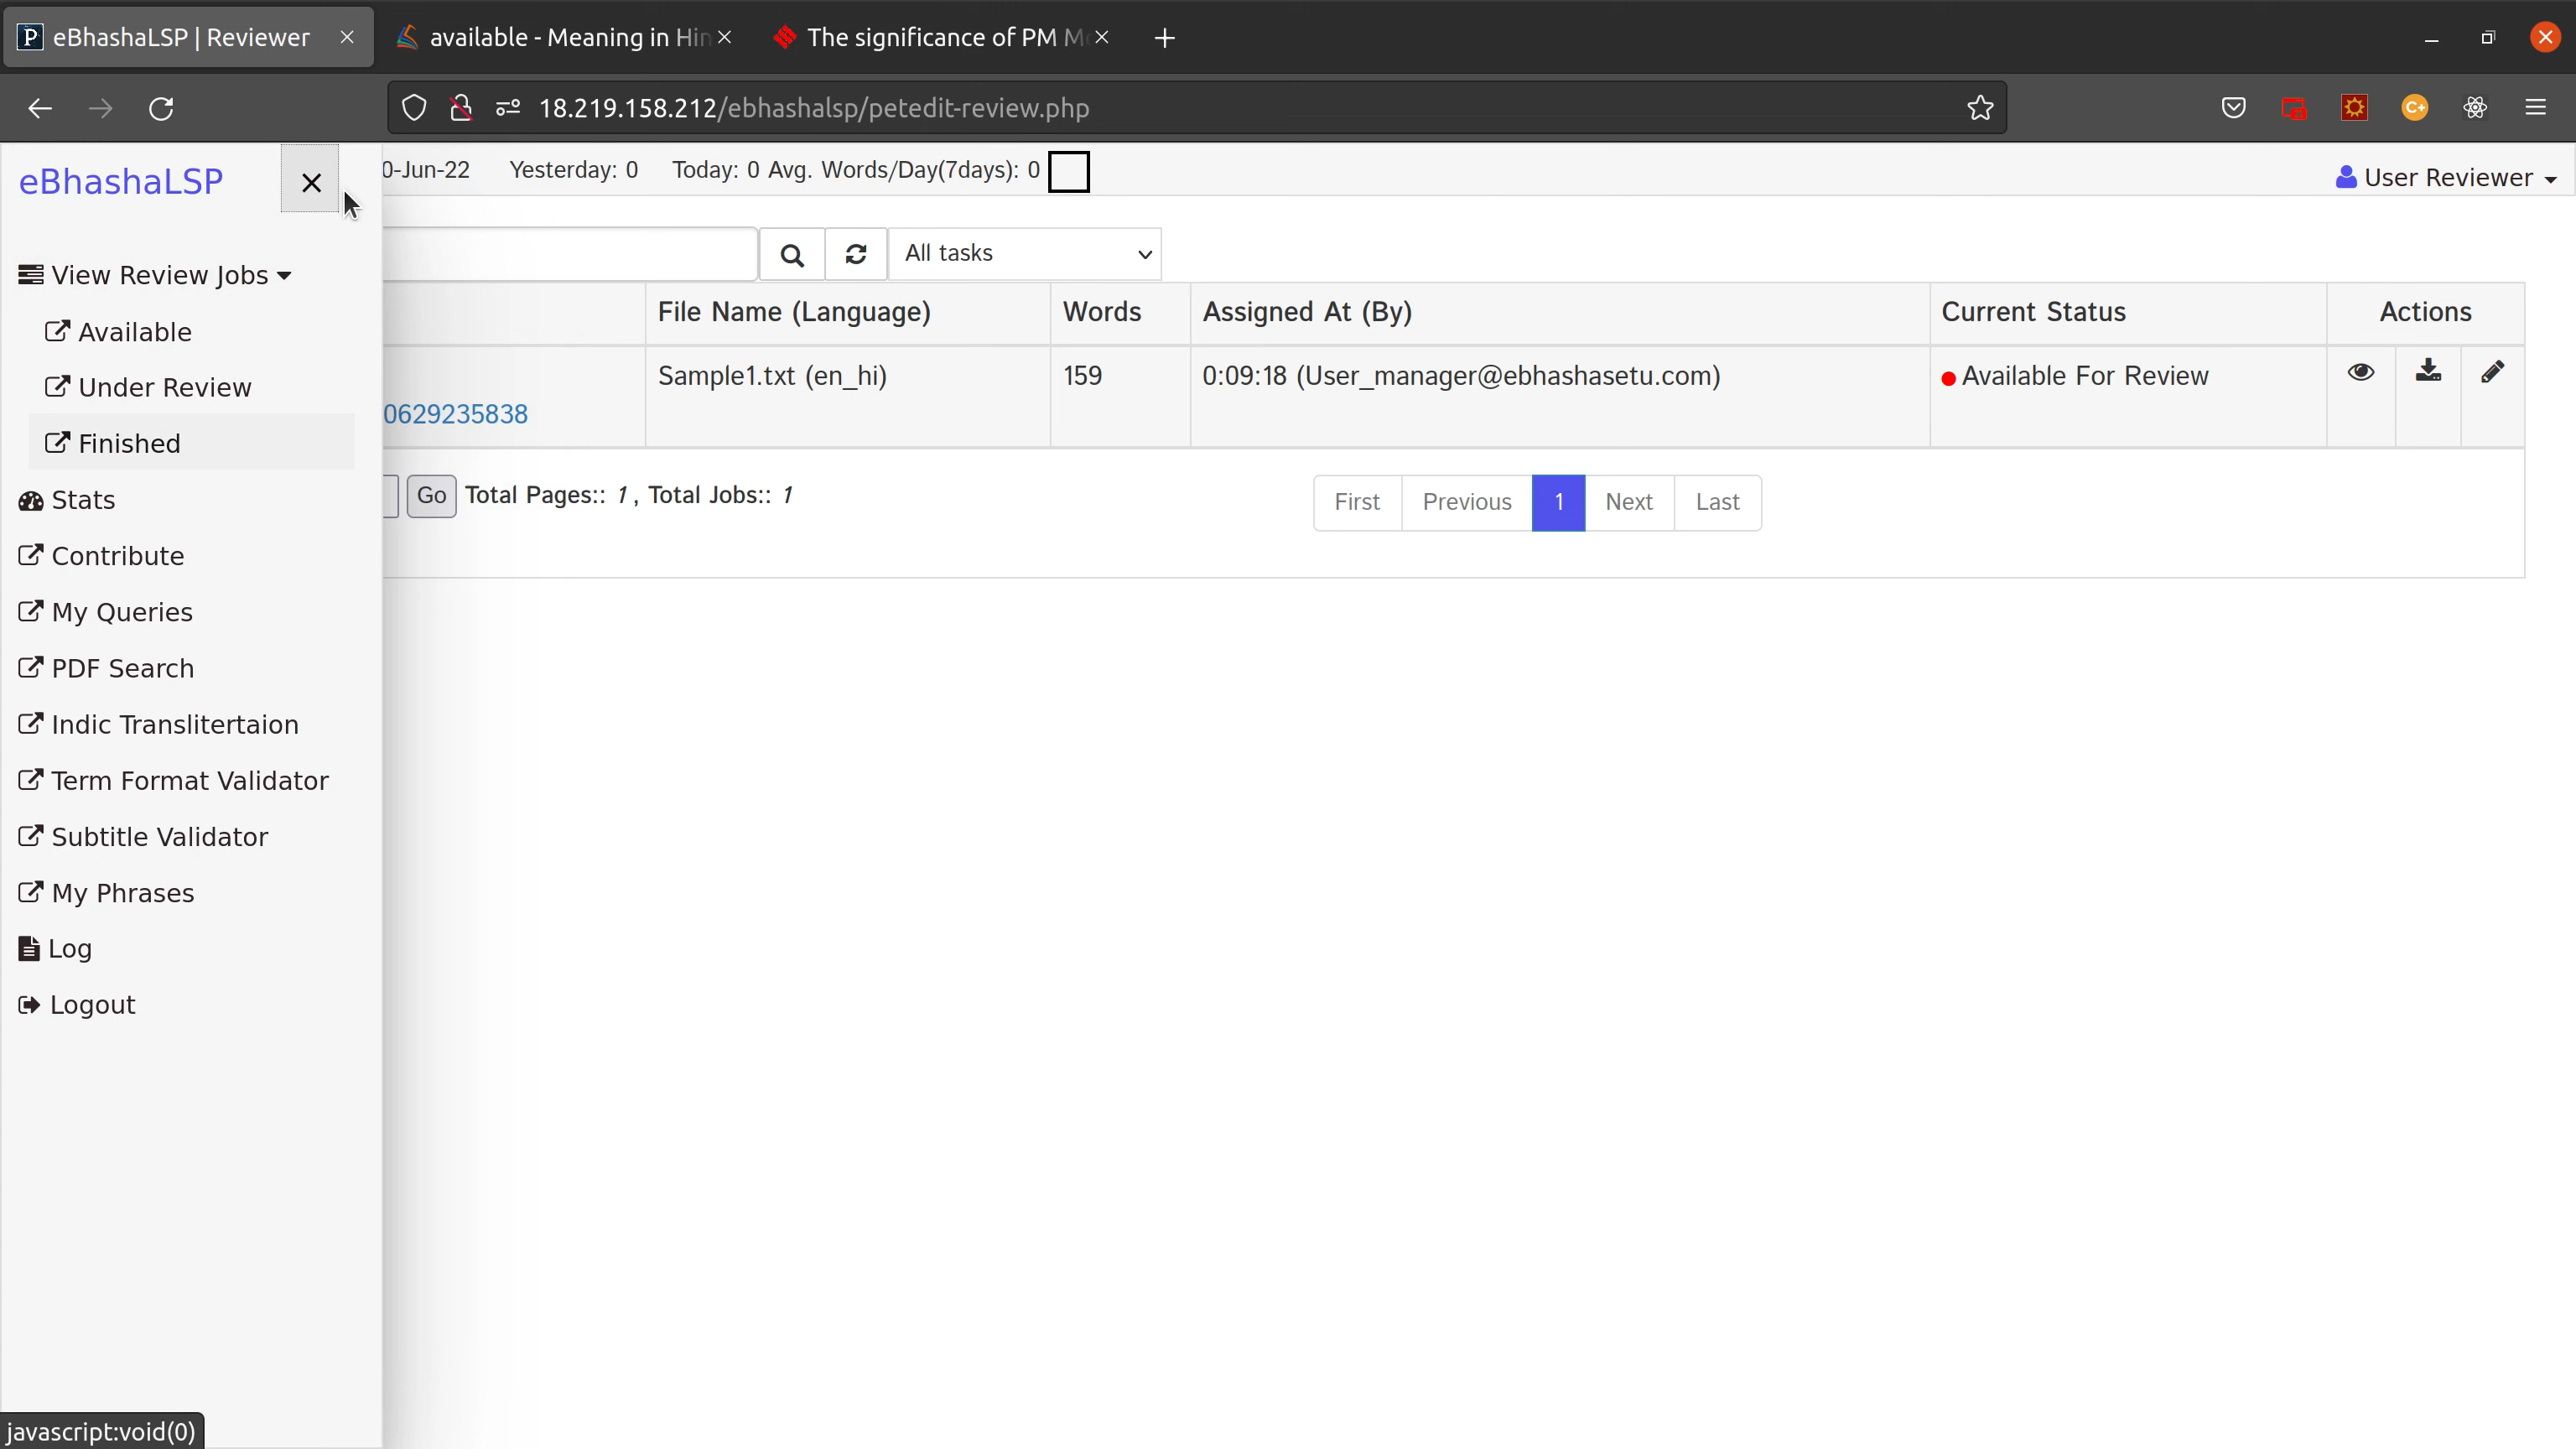 eBhashaLSP | Reviewer
available - Meaning in Hin
The significance of PM Mo
18.219.158.212/ebhashalsp/petedit-review.php
eBhashaLSP
0-Jun-22 Yesterday: 0 Today: 0 Avg. Words/Day(7days): 0
User Reviewer
All tasks
View Review Jobs
Available
Under Review
Finished
Stats
Contribute
My Queries
PDF Search
Indic Translitertaion
Term Format Validator
Subtitle Validator
My Phrases
Log
Logout
File Name (Language) Words Assigned At (By) Current Status Actions
Sample1.txt (en_hi) 159 0:09:18 (User_manager@ebhashasetu.com) Available For Review
0629235838
Go Total Pages:: 1 , Total Jobs:: 1
First Previous 1 Next Last
javascript:void(0)